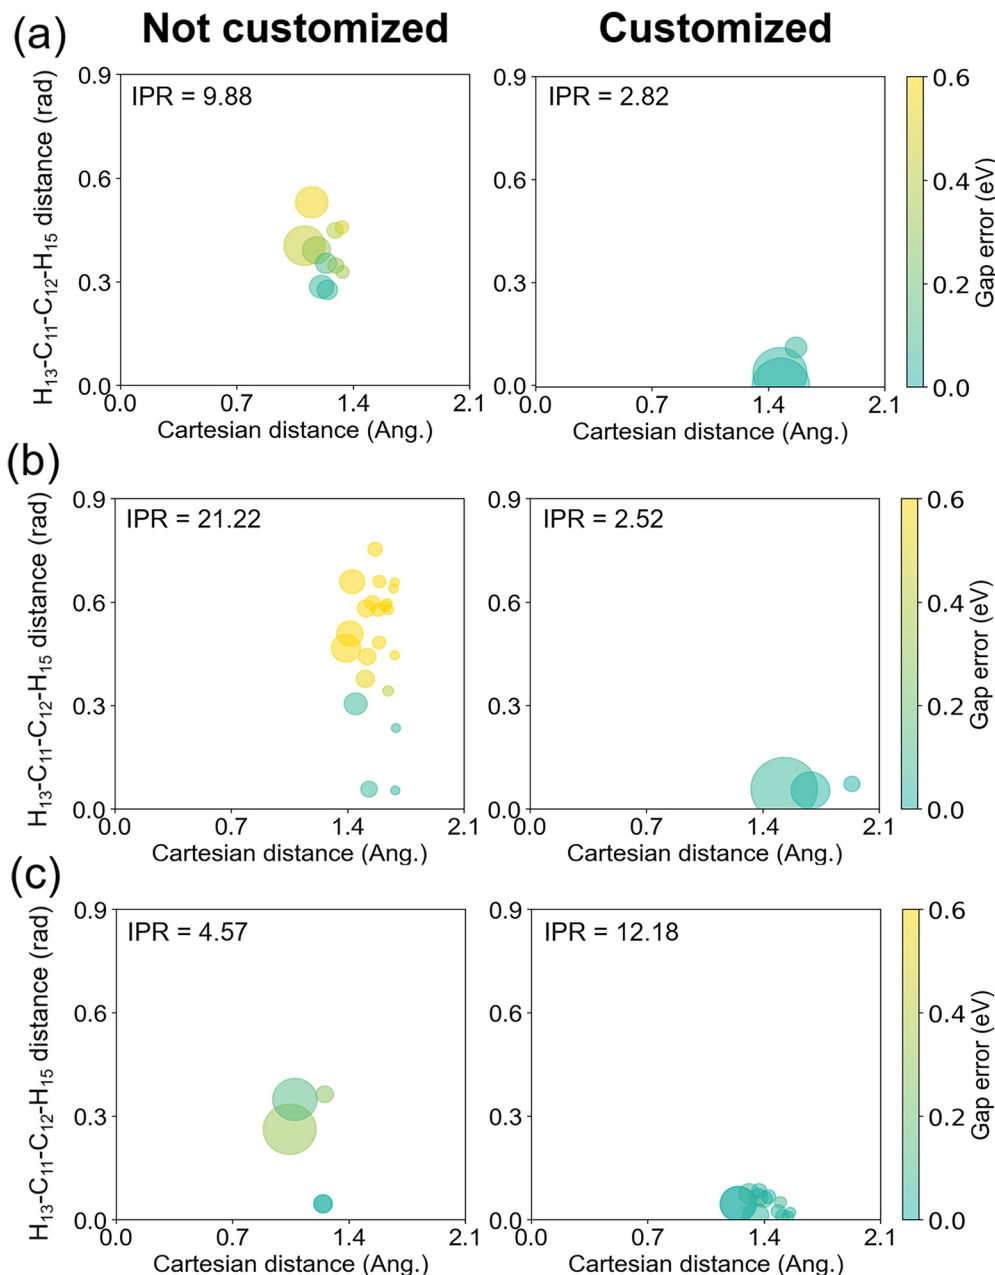 (a) Not customized Customized
IPR = 9.88
IPR = 2.82
H13-C11-C12-H15 distance (rad)
0.9
0.6
0.3
0.0
0.0 0.7 1.4 2.1
Cartesian distance (Ang.)
0.0 0.3 0.6 0.9
0.0 0.7 1.4 2.1
Cartesian distance (Ang.)
0.6
0.4
0.2
0.0
Gap error (eV)
(b)
IPR = 21.22
IPR = 2.52
H13-C11-C12-H15 distance (rad)
0.9
0.6
0.3
0.0
0.0 0.7 1.4 2.1
Cartesian distance (Ang.)
0.0 0.3 0.6 0.9
0.0 0.7 1.4 2.1
Cartesian distance (Ang.)
0.6
0.4
0.2
0.0
Gap error (eV)
(c)
IPR = 4.57
IPR = 12.18
H13-C11-C12-H15 distance (rad)
0.9
0.6
0.3
0.0
0.0 0.7 1.4 2.1
Cartesian distance (Ang.)
0.0 0.3 0.6 0.9
0.0 0.7 1.4 2.1
Cartesian distance (Ang.)
0.6
0.4
0.2
0.0
Gap error (eV)